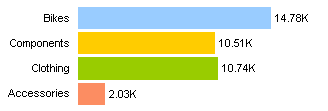 Bikes 14.78K
Components 10.51K
Clothing 10.74K
Accessories 2.03K